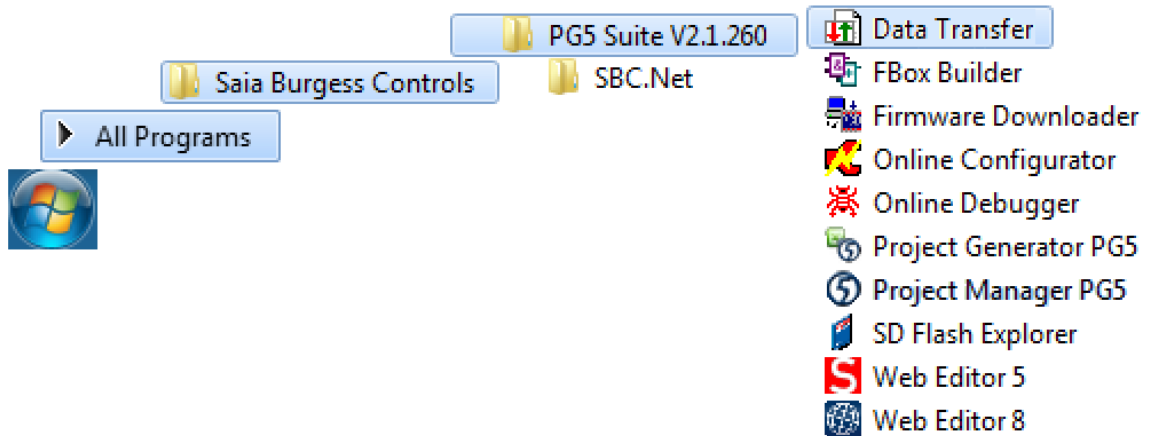 PG5 Suite V2.1.260
SBC.Net
Saia Burgess Controls
All Programs
Data Transfer
FBox Builder
Firmware Downloader
Online Configurator
Online Debugger
Project Generator PG5
Project Manager PG5
SD Flash Explorer
Web Editor 5
Web Editor 8